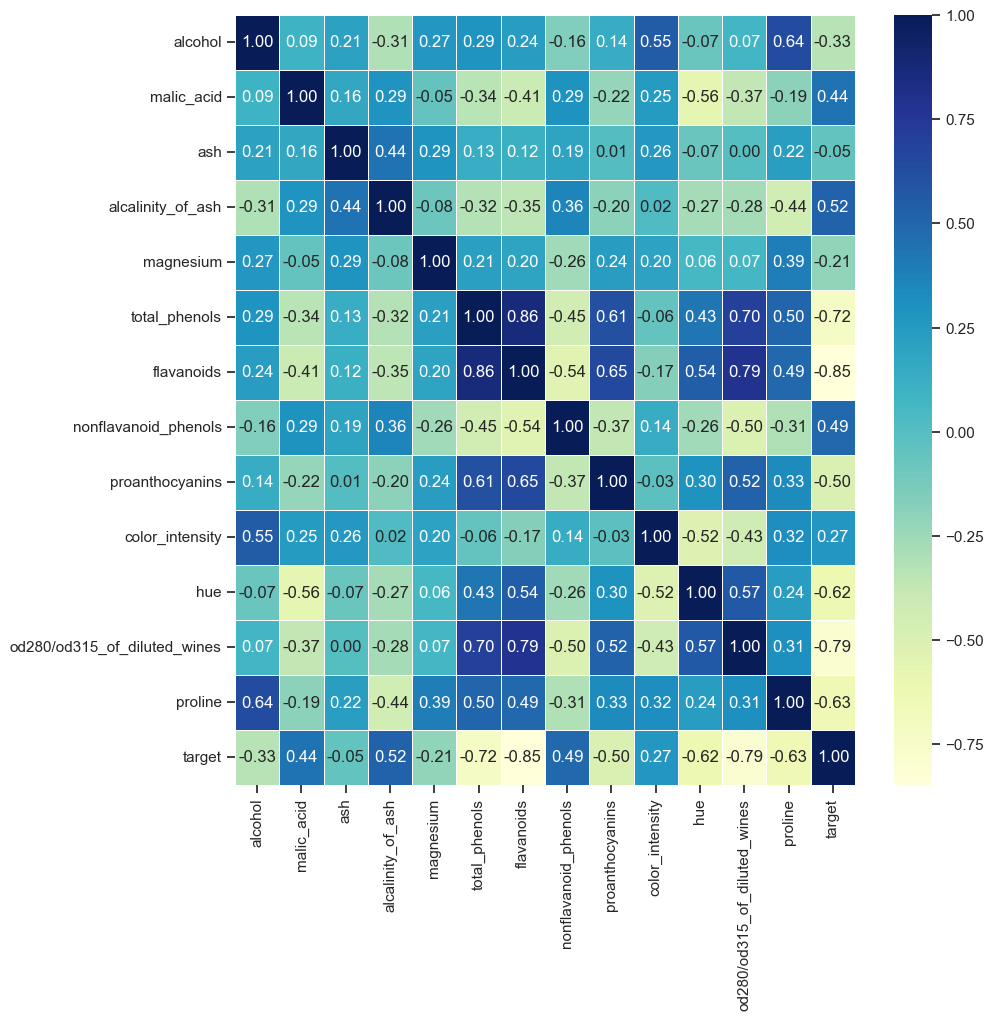 alcohol 1.00 0.09 0.21 -0.31 0.27 0.29 0.24 -0.16 0.14 0.55 -0.07 0.07 0.64 -0.33
malic_acid 0.09 1.00 0.16 0.29 -0.05 -0.34 -0.41 0.29 -0.22 0.25 -0.56 -0.37 -0.19 0.44
ash 0.21 0.16 1.00 0.44 0.29 0.13 0.12 0.19 0.01 0.26 -0.07 0.00 0.22 -0.05
alcalinity_of_ash -0.31 0.29 0.44 1.00 -0.08 -0.32 -0.35 0.36 -0.20 0.02 -0.27 -0.28 -0.44 0.52
magnesium 0.27 -0.05 0.29 -0.08 1.00 0.21 0.20 -0.26 0.24 0.20 0.06 0.07 0.39 -0.21
total_phenols 0.29 -0.34 0.13 -0.32 0.21 1.00 0.86 -0.45 0.61 -0.06 0.43 0.70 0.50 -0.72
flavanoids 0.24 -0.41 0.12 -0.35 0.20 0.86 1.00 -0.54 0.65 -0.17 0.54 0.79 0.49 -0.85
nonflavanoid_phenols -0.16 0.29 0.19 0.36 -0.26 -0.45 -0.54 1.00 -0.37 0.14 -0.26 -0.50 -0.31 0.49
proanthocyanins 0.14 -0.22 0.01 -0.20 0.24 0.61 0.65 -0.37 1.00 -0.03 0.30 0.52 0.33 -0.50
color_intensity 0.55 0.25 0.26 0.02 0.20 -0.06 -0.17 0.14 -0.03 1.00 -0.52 -0.43 0.32 0.27
hue -0.07 -0.56 -0.07 -0.27 0.06 0.43 0.54 -0.26 0.30 -0.52 1.00 0.57 0.24 -0.62
od280/od315_of_diluted_wines 0.07 -0.37 0.00 -0.28 0.07 0.70 0.79 -0.50 0.52 -0.43 0.57 1.00 0.31 -0.79
proline 0.64 -0.19 0.22 -0.44 0.39 0.50 0.49 -0.31 0.33 0.32 0.24 0.31 1.00 -0.63
target -0.33 0.44 -0.05 0.52 -0.21 -0.72 -0.85 0.49 -0.50 0.27 -0.62 -0.79 -0.63 1.00
alcohol
malic_acid
ash
alcalinity_of_ash
magnesium
total_phenols
flavanoids
nonflavanoid_phenols
proanthocyanins
color_intensity
hue
od280/od315_of_diluted_wines
proline
target
1.00
0.75
0.50
0.25
0.00
-0.25
-0.50
-0.75